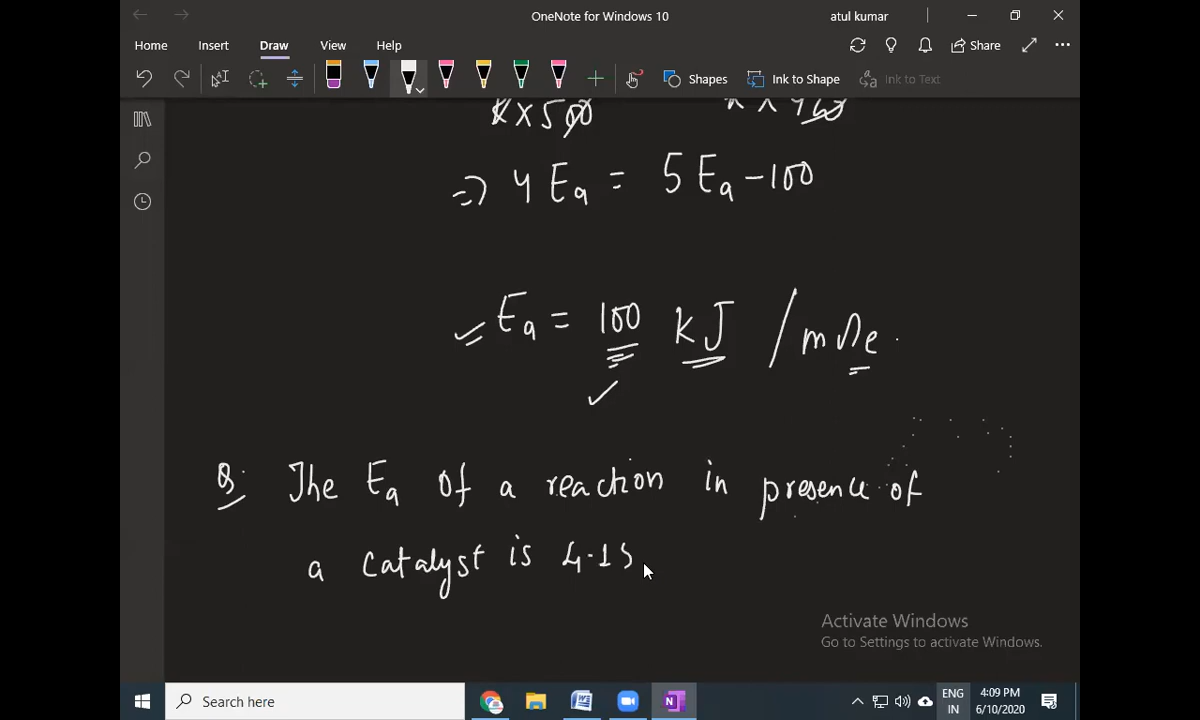 OneNote for Windows 10
atul kumar
Home Insert Draw View Help
Share
Shapes
Ink to Shape
Ink to Text
K × 500
⇒ 4 Ea = 5 Ea - 100
Ea = 100 kJ / mole
Q: The Ea of a reaction in presence of
a catalyst is 4.15
Activate Windows
Go to Settings to activate Windows.
Search here
ENG
IN
4:09 PM
6/10/2020